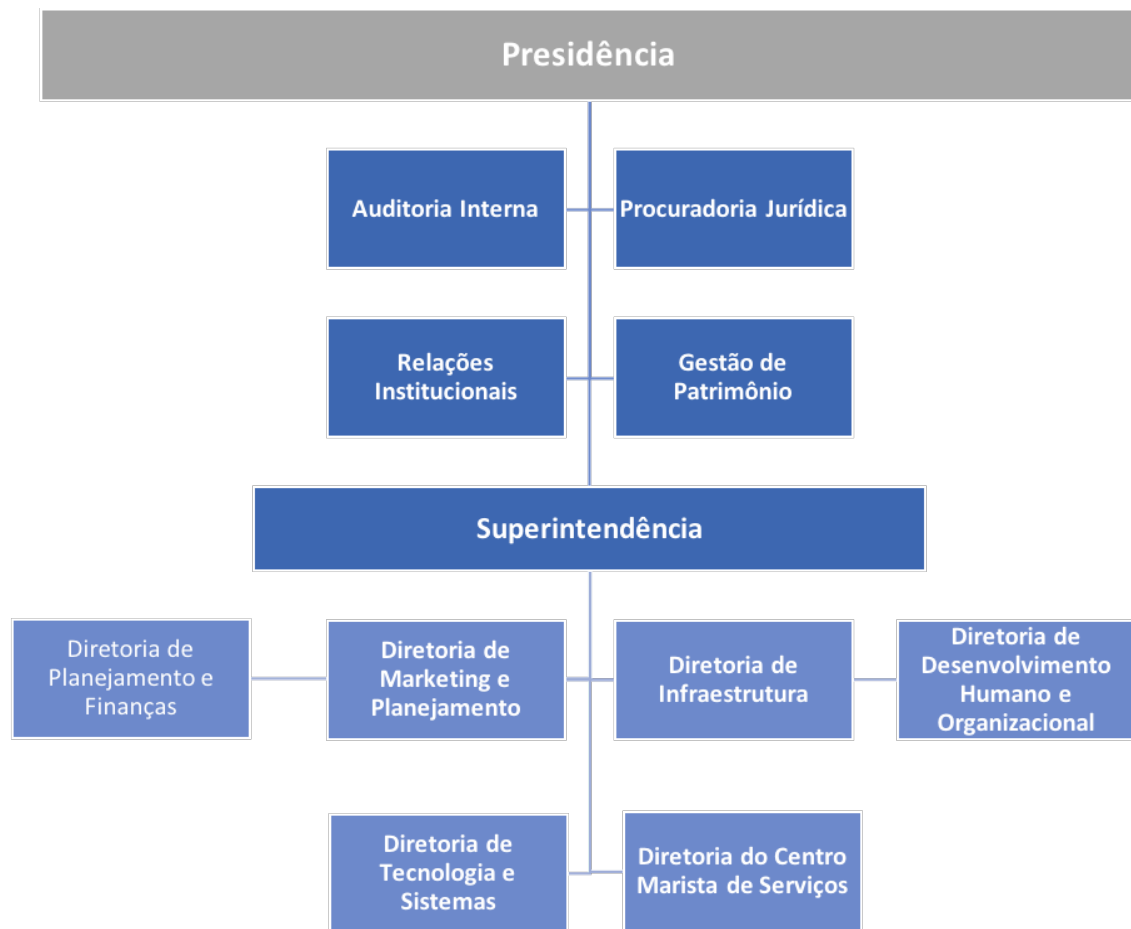 Presidência
Auditoria Interna
Procuradoria Jurídica
Relações
Institucionais
Gestão de
Patrimônio
Superintendência
Diretoria de
Planejamento e
Finanças
Diretoria de
Marketing e
Planejamento
Diretoria de
Infraestrutura
Diretoria de
Desenvolvimento
Humano e
Organizacional
Diretoria de
Tecnologia e
Sistemas
Diretoria do Centro
Marista de Serviços